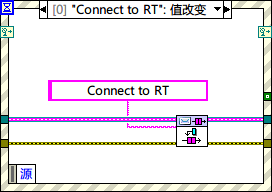 [0] "Connect to RT": 值改变
Connect to RT
源